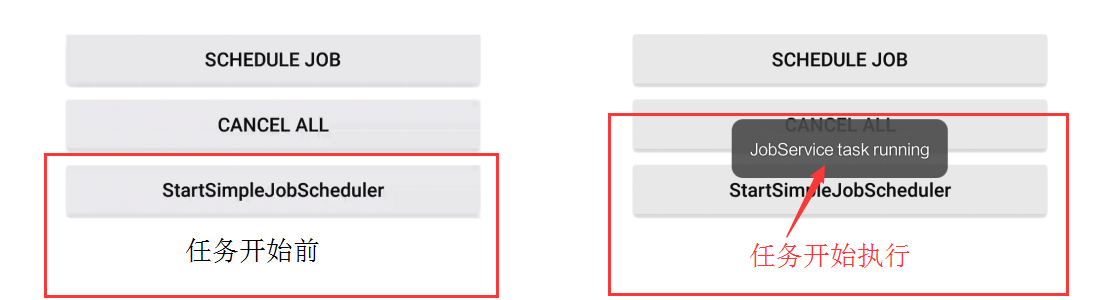 SCHEDULE JOB
CANCEL ALL
StartSimpleJobScheduler
任务开始前
SCHEDULE JOB
CANCEL ALL
JobService task running
StartSimpleJobScheduler
任务开始执行